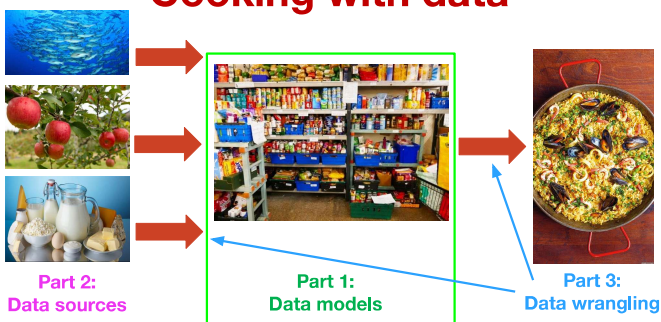 Cooking with data
Part 2:
Data sources
Part 1:
Data models
Part 3:
Data wrangling